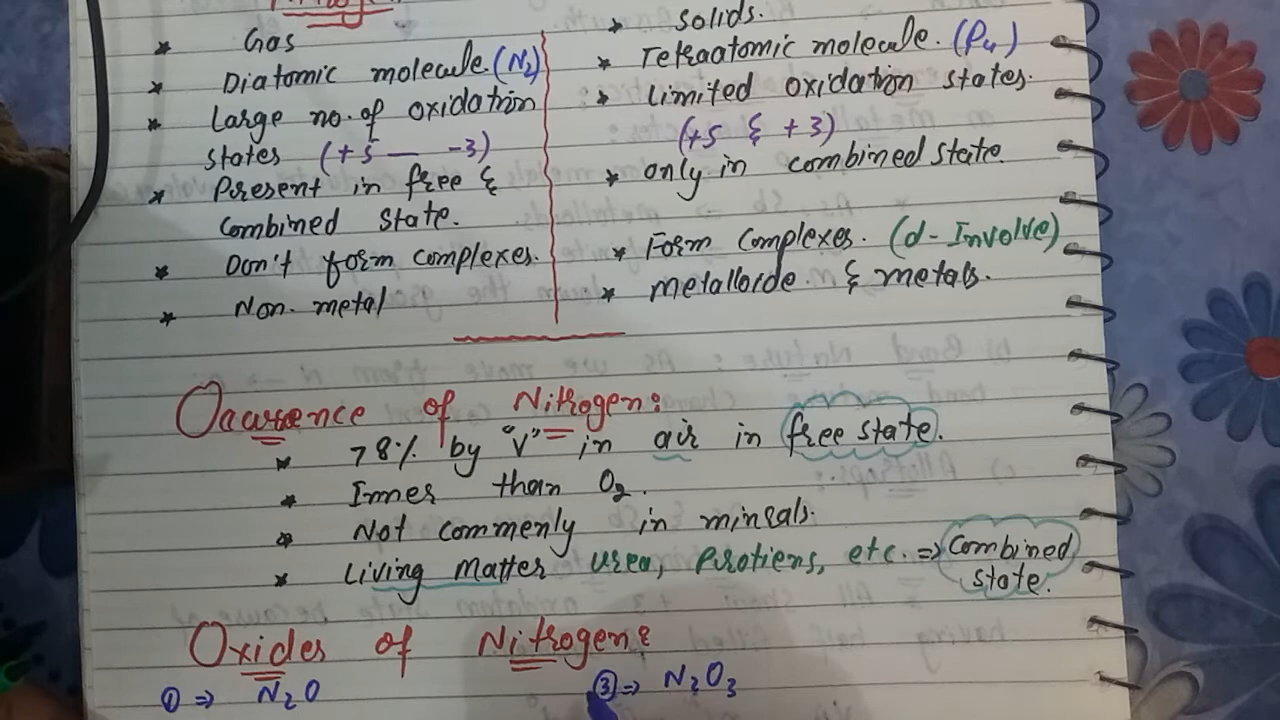 * Gas
* Diatomic molecule (N2)
* Large no. of oxidation
states (+5 — -3)
* Present in free &
Combined state.
* Don't form complexes.
* Non-metal
* Solids.
* Tetraatomic molecule. (P4)
* Limited oxidation states.
(+5 & +3)
* only in combined state.
* Form Complexes. (d-Involve)
* metalloide & metals.
Occurence of Nitrogen:
* 78% by "V" in air in free state.
* Innes than O2.
* Not commenly in minrals.
* Living Matter urea, Protiens, etc. => Combined
state.
Oxides of Nitrogen:
① => N2O
③ => N2O3